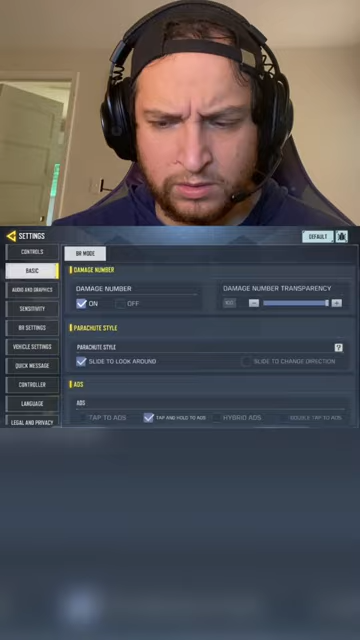 SETTINGS
DEFAULT
CONTROLS
BR MODE
BASIC
DAMAGE NUMBER
AUDIO AND GRAPHICS
DAMAGE NUMBER
DAMAGE NUMBER TRANSPARENCY
ON
OFF
100
SENSITIVITY
BR SETTINGS
PARACHUTE STYLE
VEHICLE SETTINGS
PARACHUTE STYLE
?
QUICK MESSAGE
SLIDE TO LOOK AROUND
SLIDE TO CHANGE DIRECTION
CONTROLLER
ADS
LANGUAGE
ADS
LEGAL AND PRIVACY
TAP TO ADS
TAP AND HOLD TO ADS
HYBRID ADS
DOUBLE TAP TO ADS